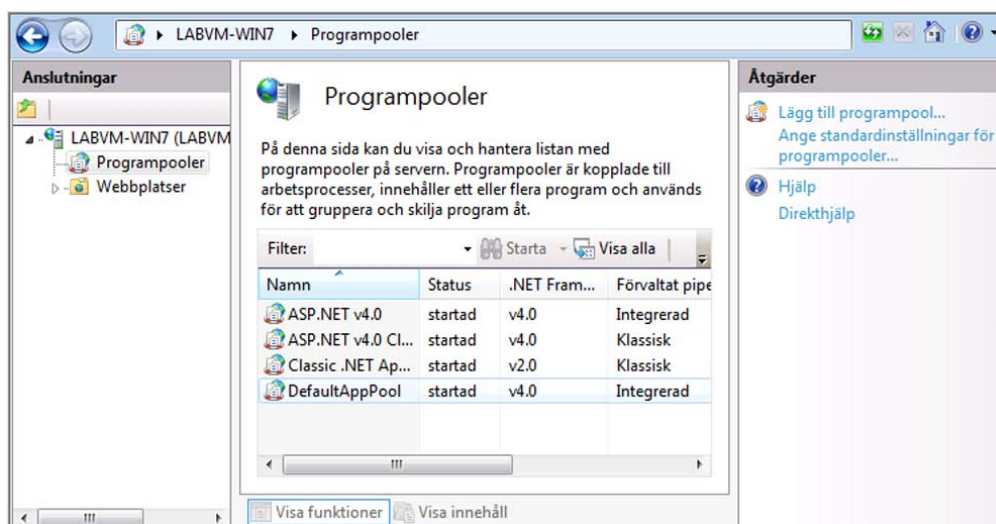 LABVM-WIN7 Programpooler
Anslutningar
LABVM-WIN7 (LABVM
Programpooler
Webbplatser
Programpooler
På denna sida kan du visa och hantera listan med
programpooler på servern. Programpooler är kopplade till
arbetsprocesser, innehåller ett eller flera program och används
för att gruppera och skilja program åt.
Filter: Starta Visa alla
Namn Status .NET Fram... Förvaltat pipe
ASP.NET v4.0 startad v4.0 Integrerad
ASP.NET v4.0 Cl... startad v4.0 Klassisk
Classic .NET Ap... startad v2.0 Klassisk
DefaultAppPool startad v4.0 Integrerad
Visa funktioner Visa innehåll
Åtgärder
Lägg till programpool...
Ange standardinställningar för
programpooler...
Hjälp
Direkthjälp